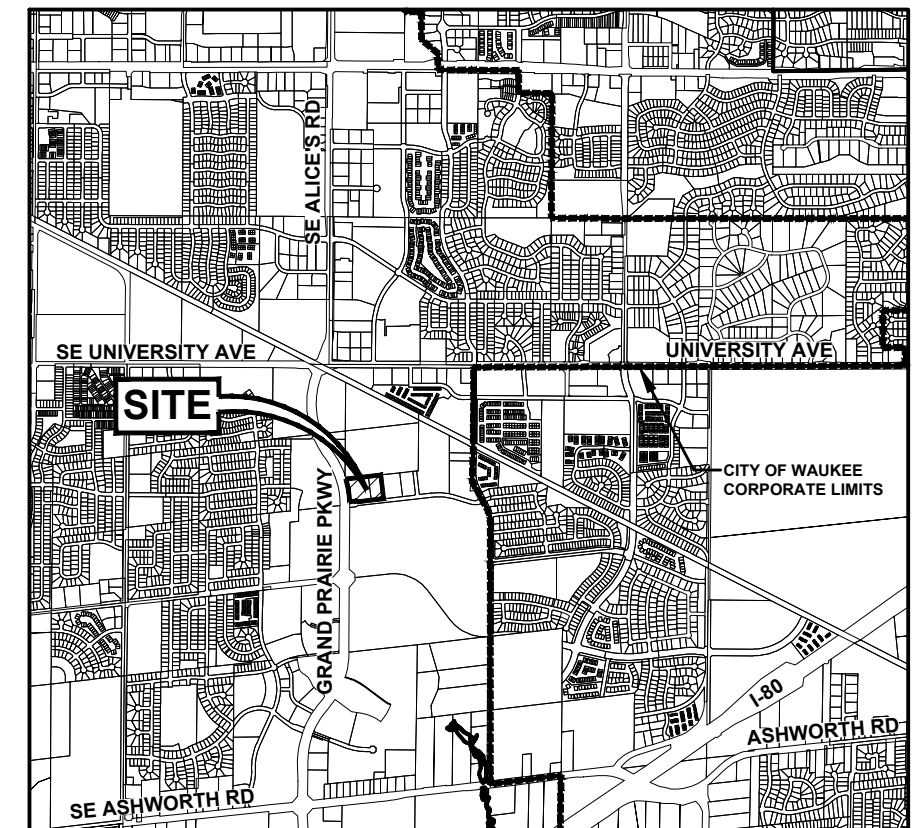 SE ALICE'S RD
SE UNIVERSITY AVE
UNIVERSITY AVE
SITE
CITY OF WAUKEE
CORPORATE LIMITS
GRAND PRAIRIE PKWY
I-80
ASHWORTH RD
SE ASHWORTH RD